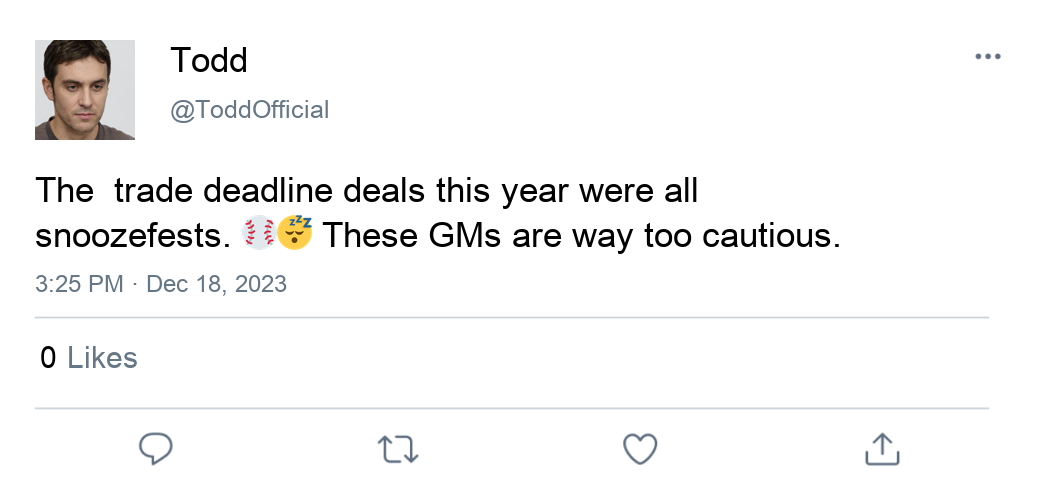 Todd
@ToddOfficial
The  trade deadline deals this year were all
snoozefests. ⚾😴 These GMs are way too cautious.
3:25 PM · Dec 18, 2023
0 Likes